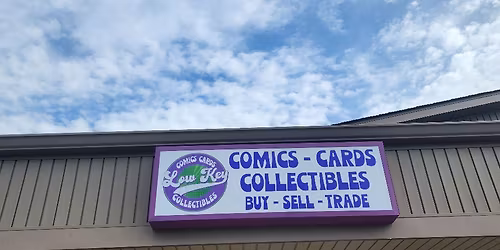 COMICS CARDS
Low Key
COLLECTIBLES
COMICS - CARDS
COLLECTIBLES
BUY - SELL - TRADE